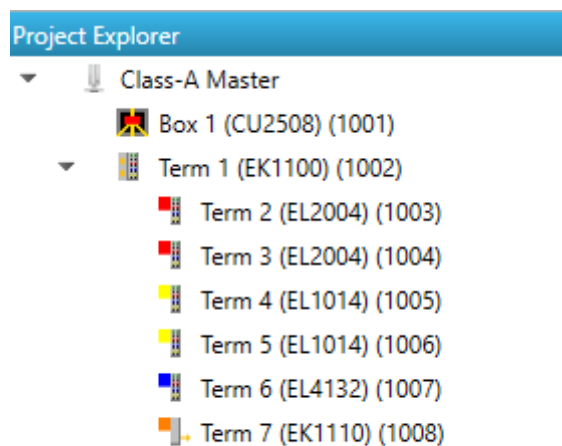 Project Explorer
Class-A Master
Box 1 (CU2508) (1001)
Term 1 (EK1100) (1002)
Term 2 (EL2004) (1003)
Term 3 (EL2004) (1004)
Term 4 (EL1014) (1005)
Term 5 (EL1014) (1006)
Term 6 (EL4132) (1007)
Term 7 (EK1110) (1008)